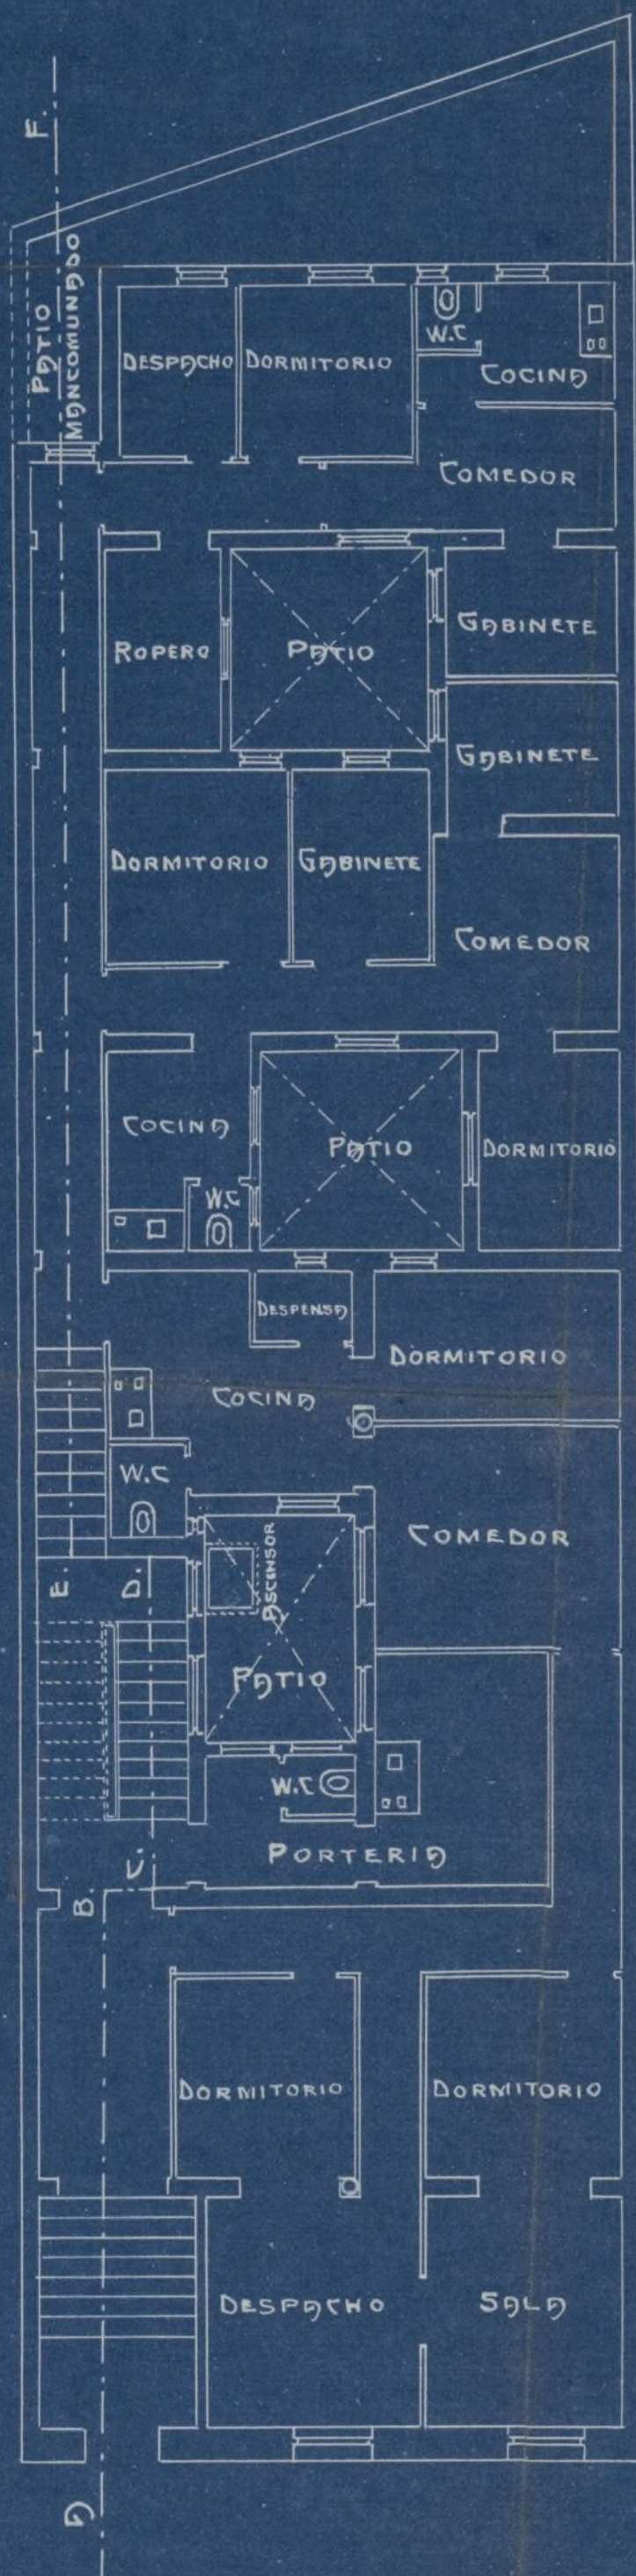 F.
PATIO
MANCOMUNADO
DESPACHO
DORMITORIO
W.C
COCINA
COMEDOR
ROPERO
PATIO
GABINETE
GABINETE
DORMITORIO
GABINETE
COMEDOR
COCINA
W.C
PATIO
DORMITORIO
DESPENSA
DORMITORIO
COCINA
W.C
COMEDOR
ASCENSOR
E.
D.
PATIO
W.C
PORTERIA
C.
B.
DORMITORIO
DORMITORIO
DESPACHO
SALA
A